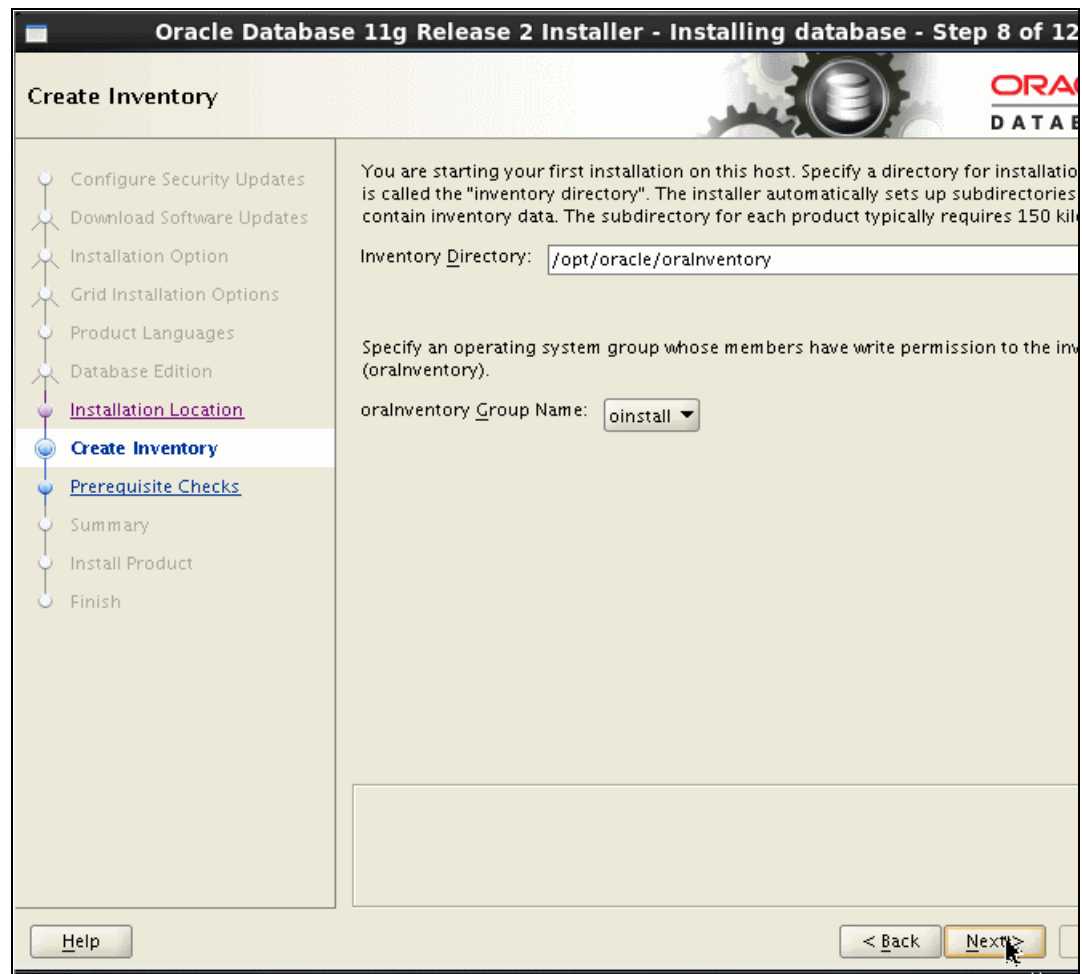 Oracle Database 11g Release 2 Installer - Installing database - Step 8 of 12
Create Inventory
ORA
DATAB
Configure Security Updates
Download Software Updates
Installation Option
Grid Installation Options
Product Languages
Database Edition
Installation Location
Create Inventory
Prerequisite Checks
Summary
Install Product
Finish
You are starting your first installation on this host. Specify a directory for installatio
is called the "inventory directory". The installer automatically sets up subdirectories
contain inventory data. The subdirectory for each product typically requires 150 kil
Inventory Directory: /opt/oracle/oraInventory
Specify an operating system group whose members have write permission to the inv
(oraInventory).
oraInventory Group Name: oinstall
Help
< Back
Next >